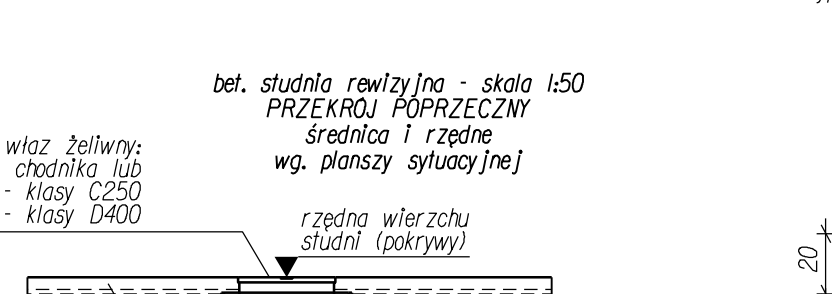 bet. studnia rewizyjna - skala 1:50
PRZEKRÓJ POPRZECZNY
średnica i rzędne
wg. planszy sytuacyjnej
właz żeliwny:
chodnika lub
- klasy C250
- klasy D400
rzędna wierzchu
studni (pokrywy)
20